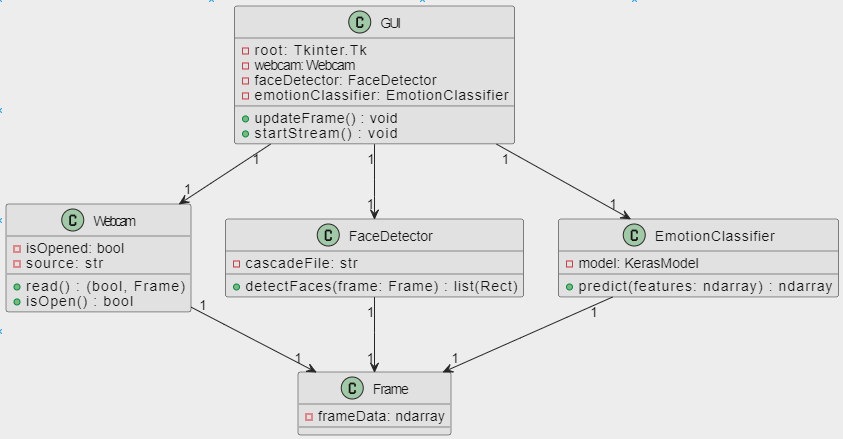 C GUI
root: Tkinter.Tk
webcam: Webcam
faceDetector: FaceDetector
emotionClassifier: EmotionClassifier
updateFrame() : void
startStream() : void
1 1 1
1 1 1
C Webcam
isOpened: bool
source: str
read() : (bool, Frame)
isOpen() : bool
C FaceDetector
cascadeFile: str
detectFaces(frame: Frame) : list(Rect)
C EmotionClassifier
model: KerasModel
predict(features: ndarray) : ndarray
1 1 1
1 1 1
C Frame
frameData: ndarray